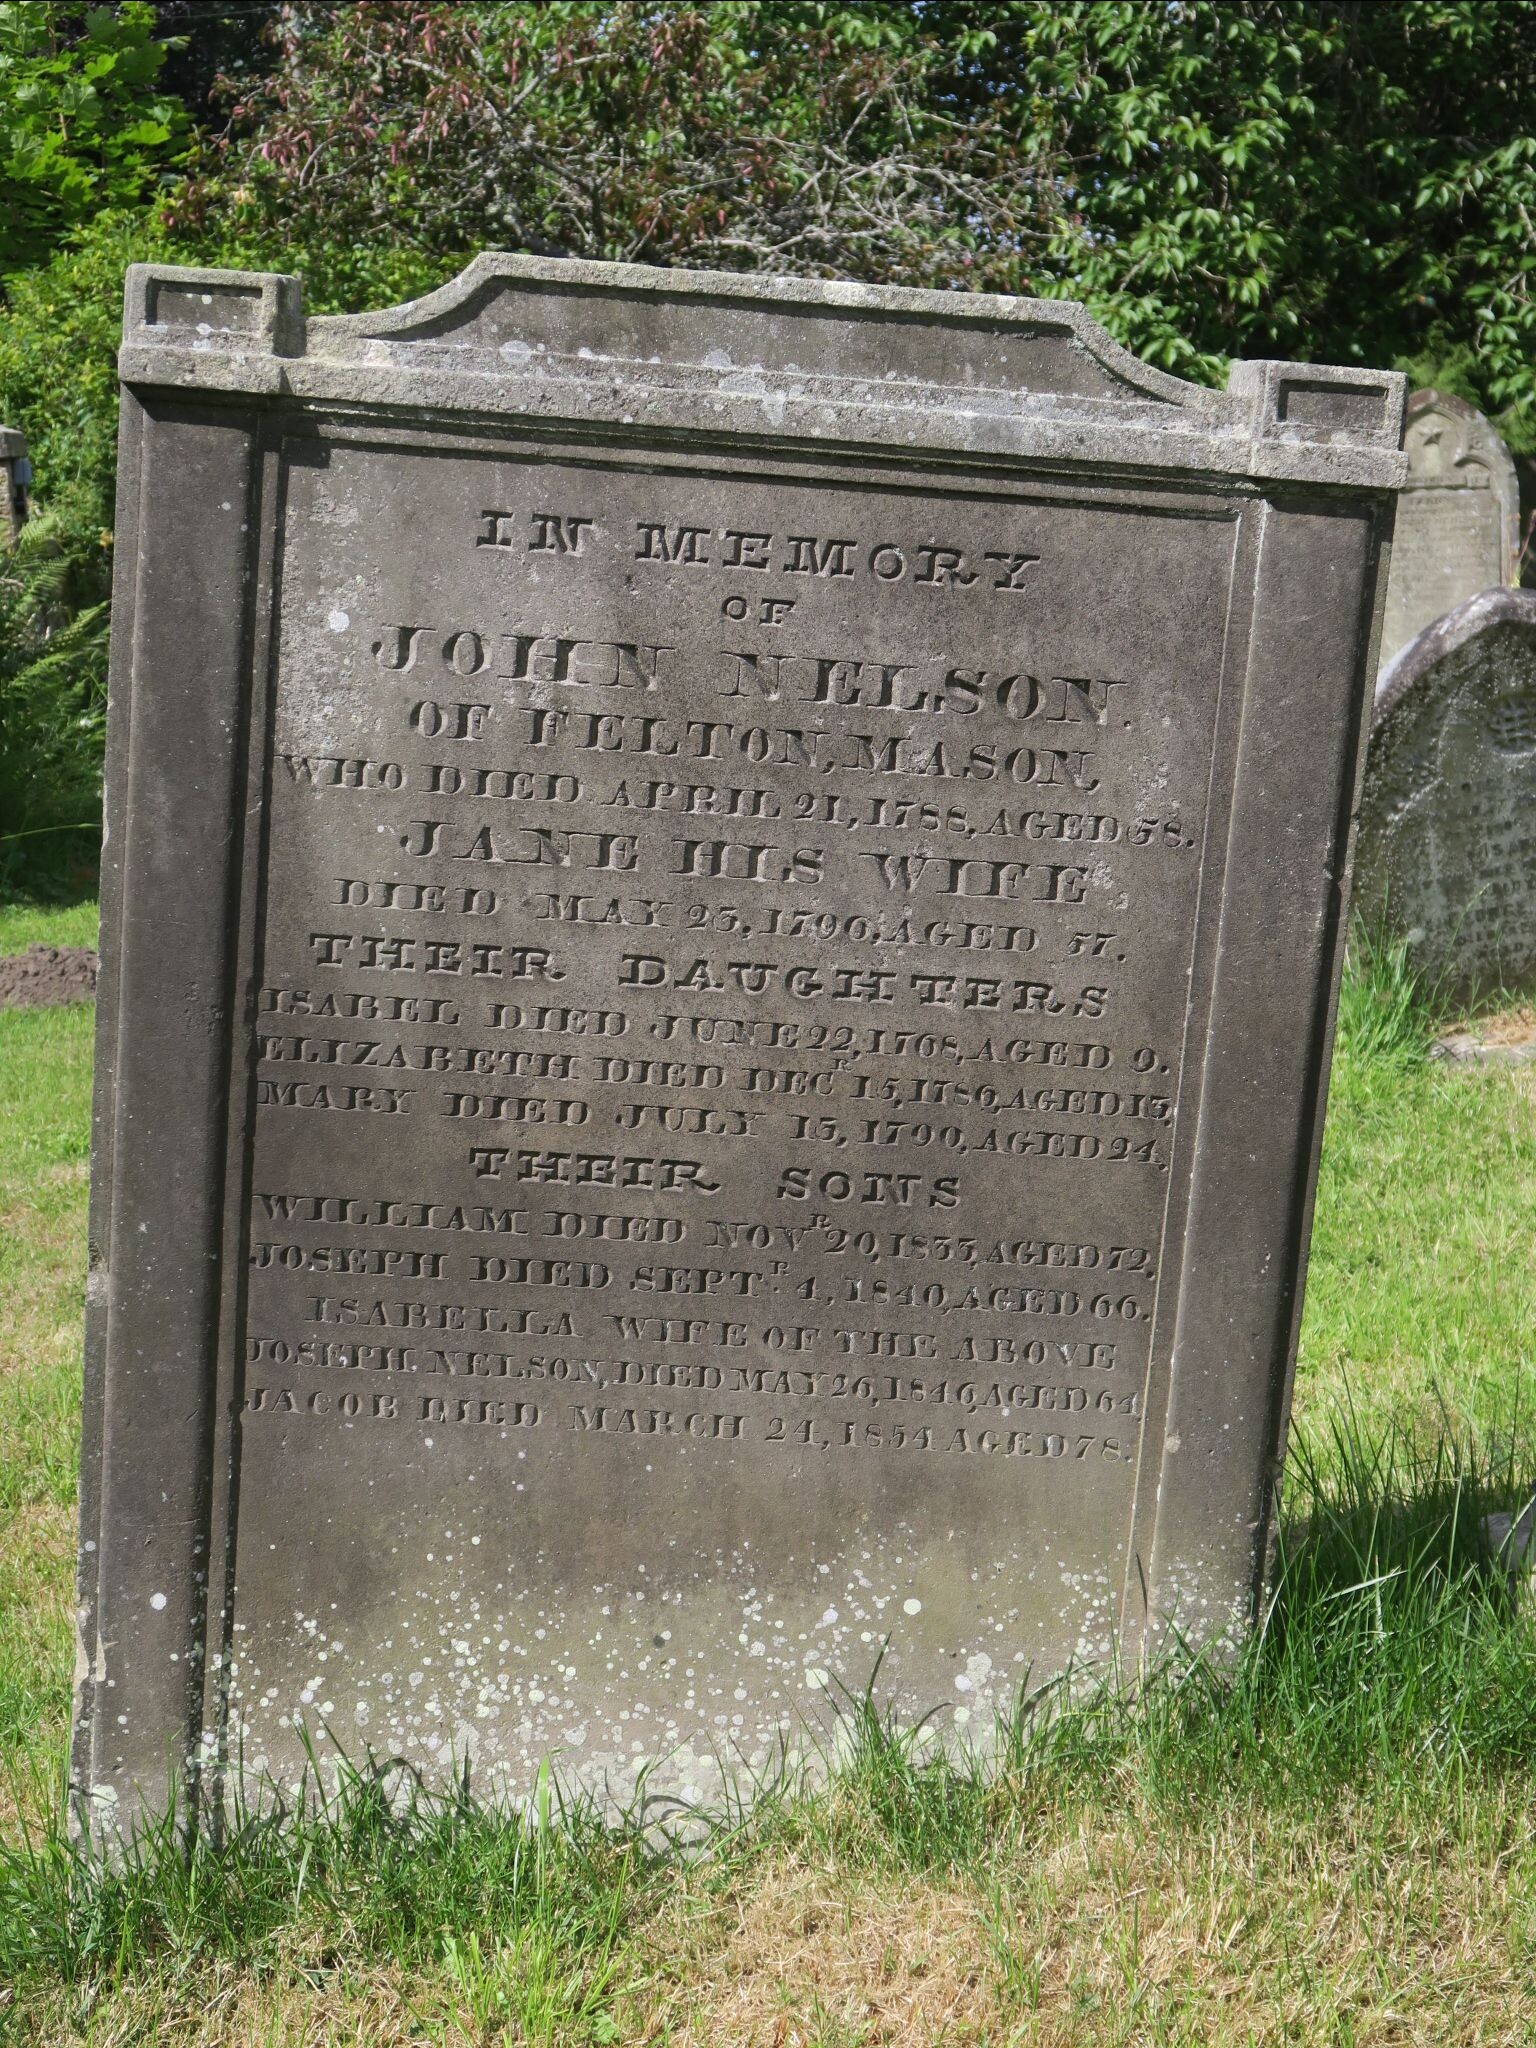 IN MEMORY
OF
JOHN NELSON.
OF FELTON, MASON,
WHO DIED APRIL 21, 1788, AGED 58.
JANE HIS WIFE
DIED MAY 23, 1796, AGED 57.
THEIR DAUGHTERS
ISABEL DIED JUNE 22, 1768, AGED 9.
ELIZABETH DIED DECR 15, 1786, AGED 13,
MARY DIED JULY 13, 1790, AGED 24,
THEIR SONS
WILLIAM DIED NOVR 20, 1833, AGED 72,
JOSEPH DIED SEPTR. 4, 1840, AGED 66.
ISABELLA WIFE OF THE ABOVE
JOSEPH NELSON, DIED MAY 26, 1846, AGED 64,
JACOB DIED MARCH 24, 1854 AGED 78.